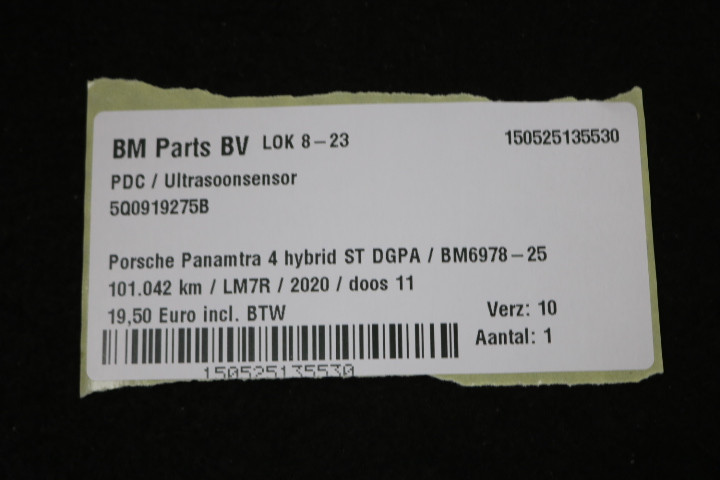 BM Parts BV LOK 8-23 150525135530
PDC / Ultrasoonsensor
5Q0919275B
Porsche Panamtra 4 hybrid ST DGPA / BM6978-25
101.042 km / LM7R / 2020 / doos 11
19,50 Euro incl. BTW Verz: 10
Aantal: 1
150525135530